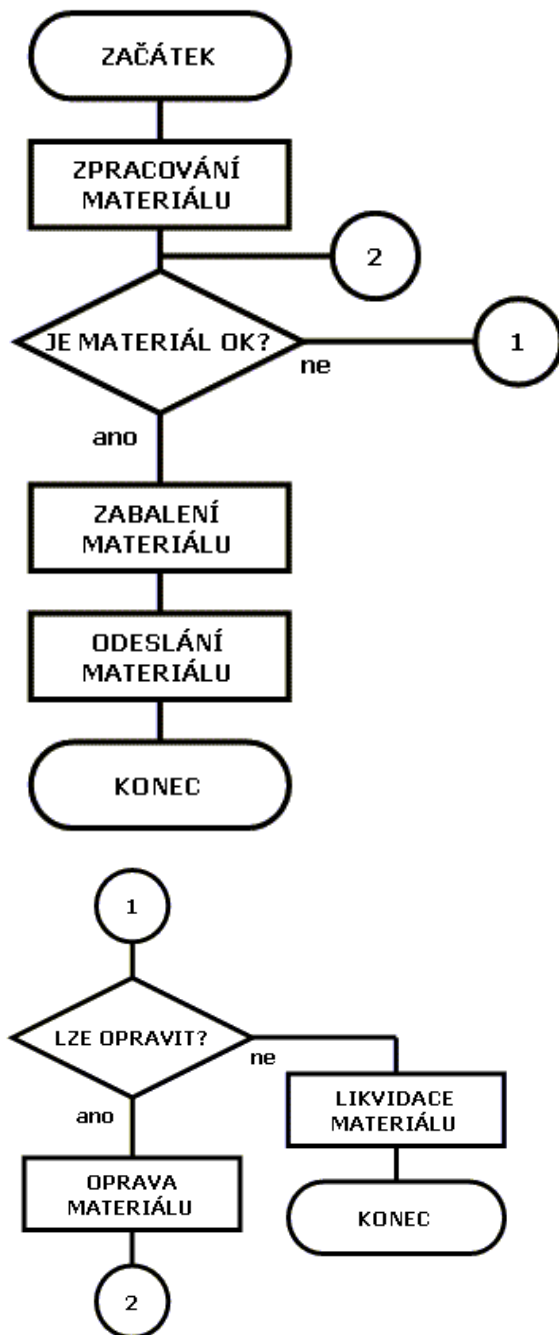 ZAČÁTEK
ZPRACOVÁNÍ
MATERIÁLU
2
JE MATERIÁL OK?
ne
1
ano
ZABALENÍ
MATERIÁLU
ODESLÁNÍ
MATERIÁLU
KONEC
1
LZE OPRAVIT?
ne
ano
LIKVIDACE
MATERIÁLU
OPRAVA
MATERIÁLU
KONEC
2